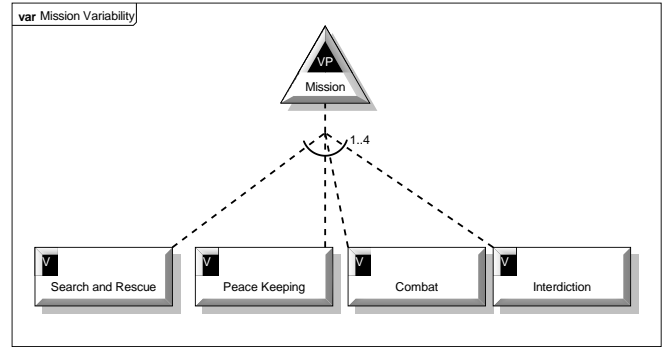 var Mission Variability
VP
Mission
1..4
V
Search and Rescue
V
Peace Keeping
V
Combat
V
Interdiction